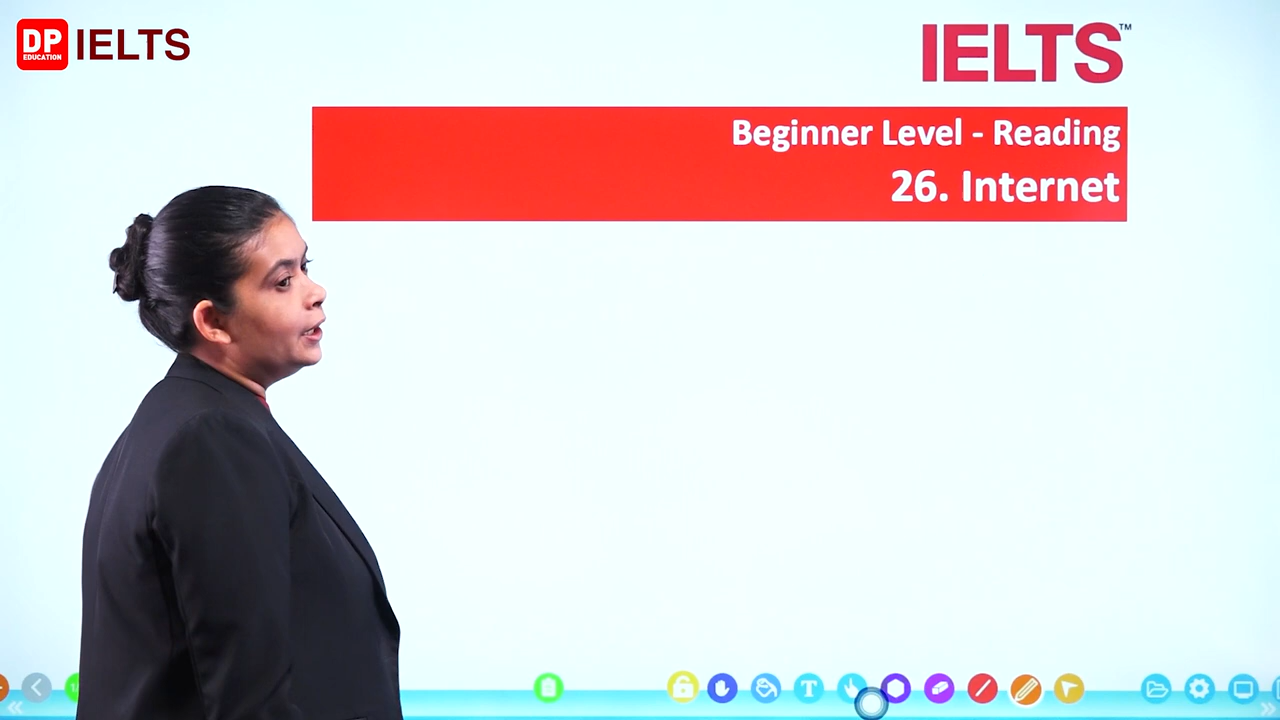 DP
EDUCATION
IELTS
IELTS™
Beginner Level - Reading
26. Internet